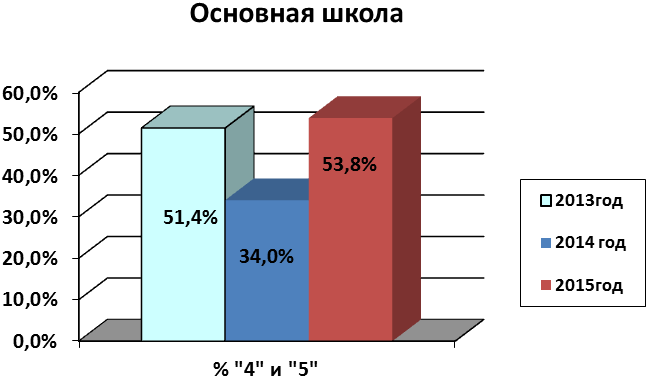 Основная школа
60,0%
50,0%
40,0%
30,0%
20,0%
10,0%
0,0%
51,4%
34,0%
53,8%
% "4" и "5"
2013год
2014 год
2015год